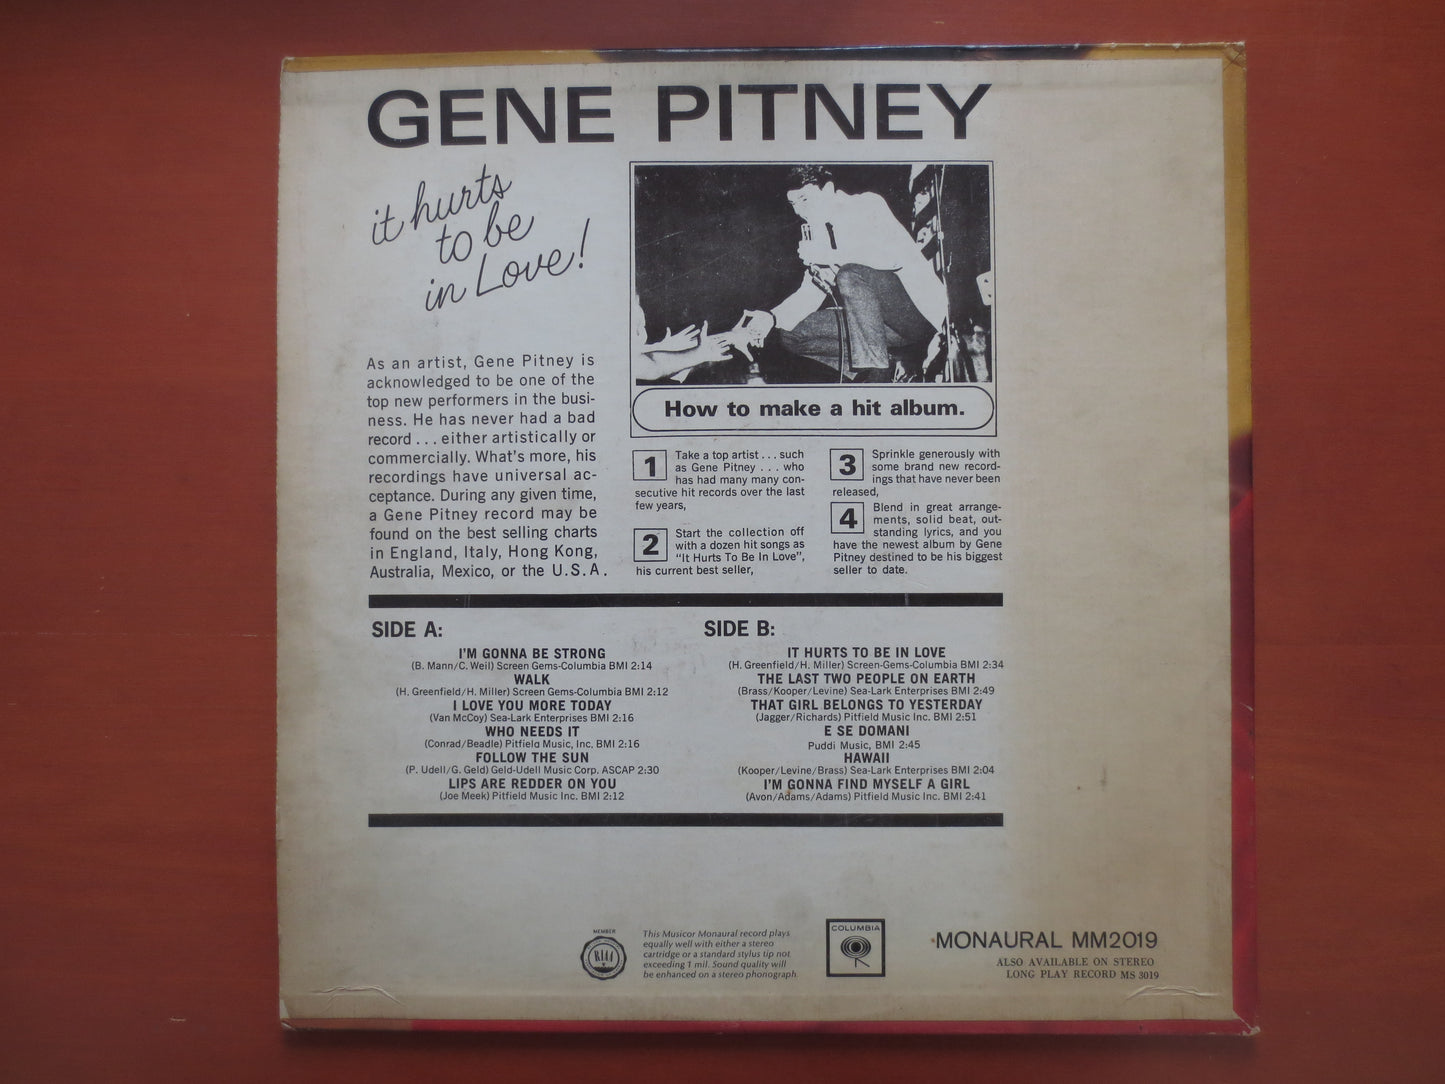 GENE PITNEY
it hurts
to be
in Love!
As an artist, Gene Pitney is
acknowledged to be one of the
top new performers in the busi-
ness. He has never had a bad
record . . . either artistically or
commercially. What's more, his
recordings have universal ac-
ceptance. During any given time,
a Gene Pitney record may be
found on the best selling charts
in England, Italy, Hong Kong,
Australia, Mexico, or the U.S.A.
How to make a hit album.
1 Take a top artist . . . such
as Gene Pitney . . . who
has had many many con-
secutive hit records over the last
few years,
2 Start the collection off
with a dozen hit songs as
"It Hurts To Be In Love",
his current best seller,
3 Sprinkle generously with
some brand new record-
ings that have never been
released,
4 Blend in great arrange-
ments, solid beat, out-
standing lyrics, and you
have the newest album by Gene
Pitney destined to be his biggest
seller to date.
SIDE A:
I'M GONNA BE STRONG
(B. Mann/C. Weil) Screen Gems-Columbia BMI 2:14
WALK
(H. Greenfield/H. Miller) Screen Gems-Columbia BMI 2:12
I LOVE YOU MORE TODAY
(Van McCoy) Sea-Lark Enterprises BMI 2:16
WHO NEEDS IT
(Conrad/Beadle) Pitfield Music, Inc. BMI 2:16
FOLLOW THE SUN
(P. Udell/G. Geld) Geld-Udell Music Corp. ASCAP 2:30
LIPS ARE REDDER ON YOU
(Joe Meek) Pitfield Music Inc. BMI 2:12
SIDE B:
IT HURTS TO BE IN LOVE
(H. Greenfield/H. Miller) Screen-Gems-Columbia BMI 2:34
THE LAST TWO PEOPLE ON EARTH
(Brass/Kooper/Levine) Sea-Lark Enterprises BMI 2:49
THAT GIRL BELONGS TO YESTERDAY
(Jagger/Richards) Pitfield Music Inc. BMI 2:51
E SE DOMANI
Puddi Music, BMI 2:45
HAWAII
(Kooper/Levine/Brass) Sea-Lark Enterprises BMI 2:04
I'M GONNA FIND MYSELF A GIRL
(Avon/Adams/Adams) Pitfield Music Inc. BMI 2:41
MEMBER
RIAA
This Musicor Monaural record plays
equally well with either a stereo
cartridge or a standard stylus tip not
exceeding 1 mil. Sound quality will
be enhanced on a stereo phonograph.
COLUMBIA
MONAURAL MM2019
ALSO AVAILABLE ON STEREO
LONG PLAY RECORD MS 3019